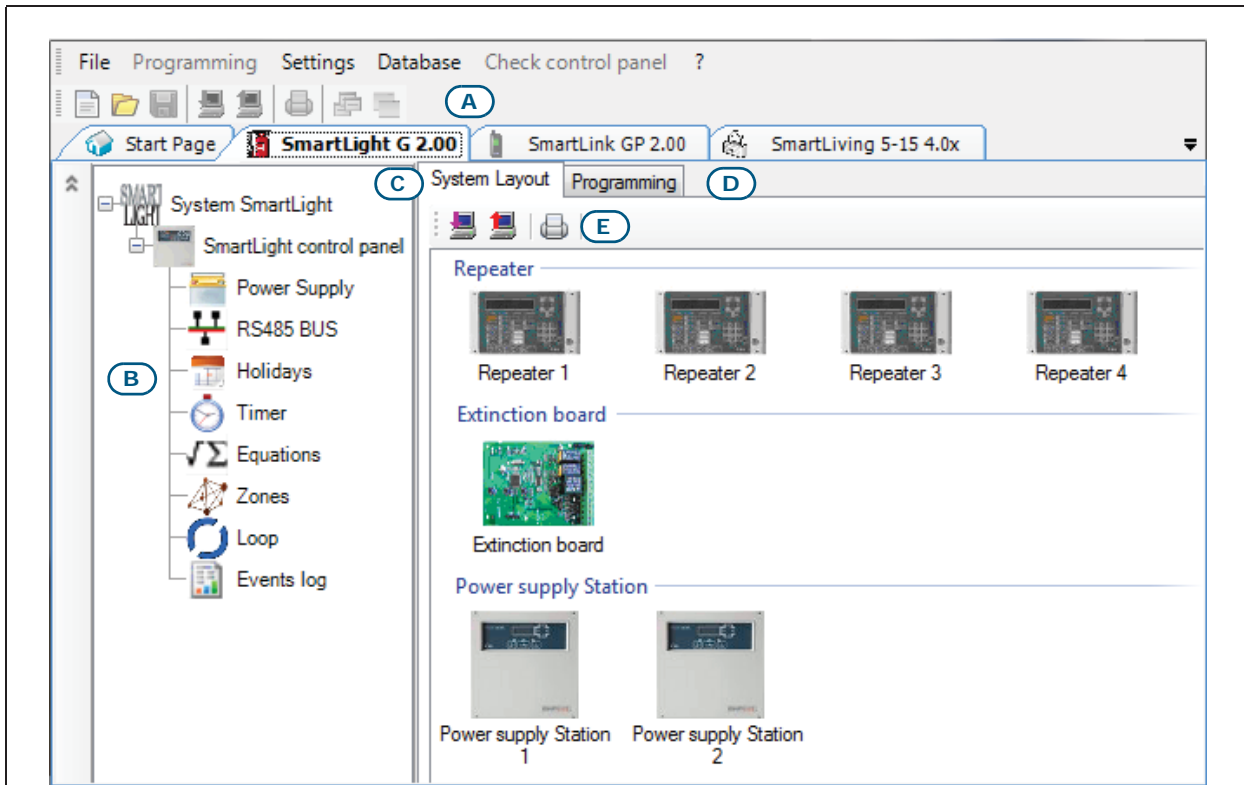 File Programming Settings Database Check control panel ?
A
Start Page SmartLight G 2.00 SmartLink GP 2.00 SmartLiving 5-15 4.0x
C System Layout Programming D
SMART
LIGHT
System SmartLight
SmartLight control panel
Power Supply
RS485 BUS
Holidays
B
Timer
Equations
Zones
Loop
Events log
E
Repeater
Repeater 1 Repeater 2 Repeater 3 Repeater 4
Extinction board
Extinction board
Power supply Station
Power supply Station
1
Power supply Station
2